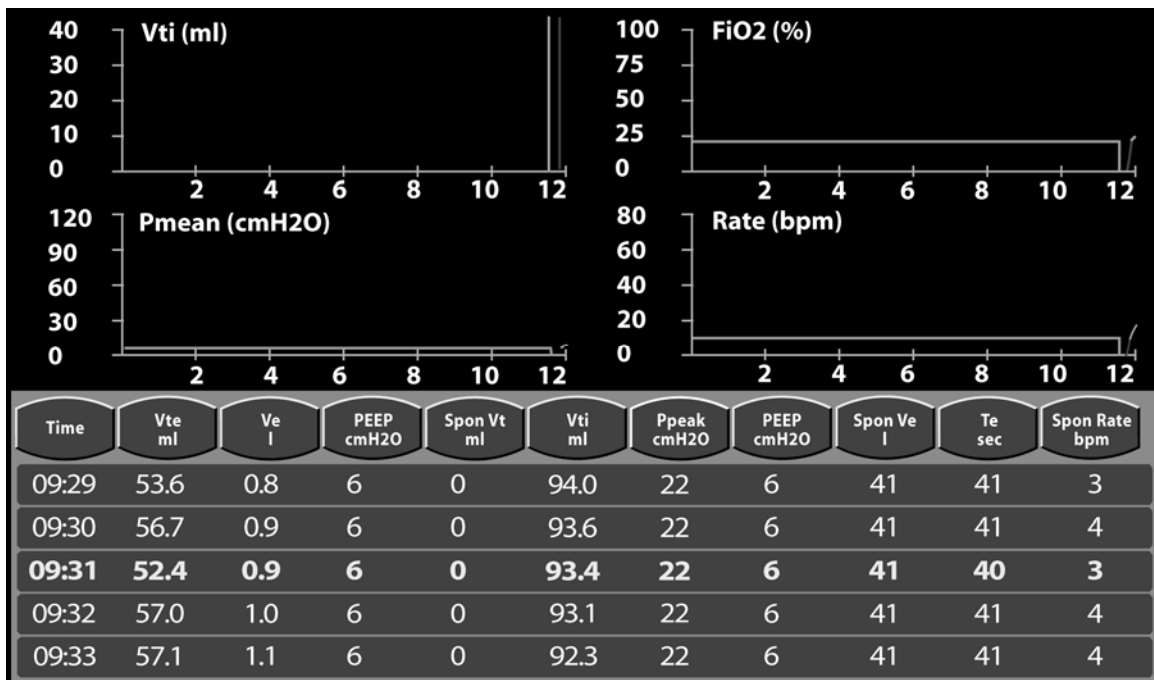 Vti (ml)
40
30
20
10
0
2 4 6 8 10 12
FiO2 (%)
100
75
50
25
0
2 4 6 8 10 12
Pmean (cmH2O)
120
90
60
30
0
2 4 6 8 10 12
Rate (bpm)
80
60
40
20
0
2 4 6 8 10 12
Time Vte ml Ve l PEEP cmH2O Spon Vt ml Vti ml Ppeak cmH2O PEEP cmH2O Spon Ve l Te sec Spon Rate bpm
09:29 53.6 0.8 6 0 94.0 22 6 41 41 3
09:30 56.7 0.9 6 0 93.6 22 6 41 41 4
09:31 52.4 0.9 6 0 93.4 22 6 41 40 3
09:32 57.0 1.0 6 0 93.1 22 6 41 41 4
09:33 57.1 1.1 6 0 92.3 22 6 41 41 4